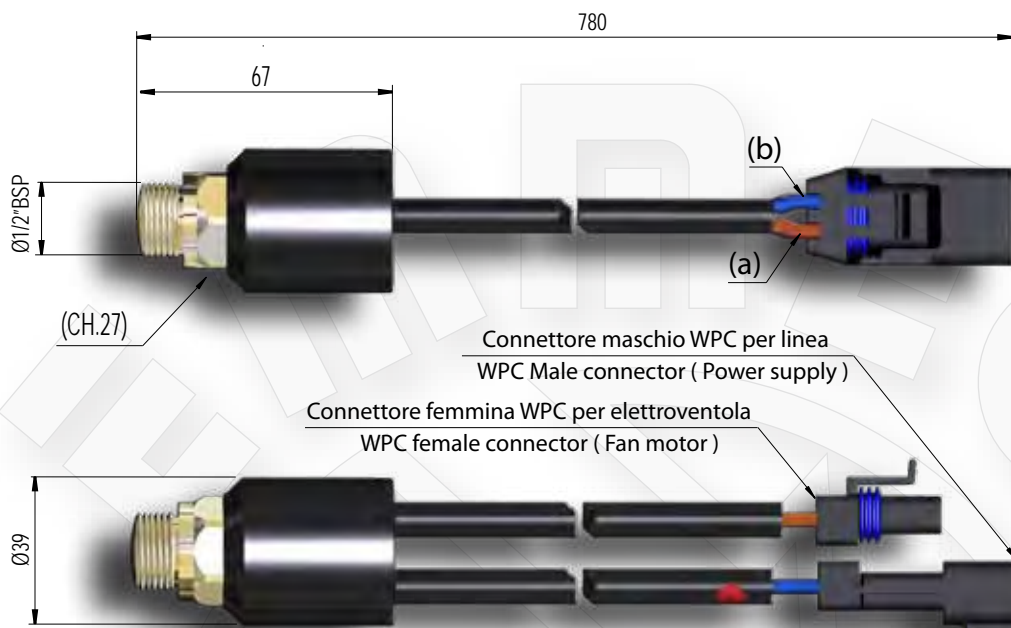 780
67
Ø1/2"BSP
(b)
(a)
(CH.27)
Connettore maschio WPC per linea
WPC Male connector ( Power supply )
Connettore femmina WPC per elettroventola
WPC female connector ( Fan motor )
Ø39